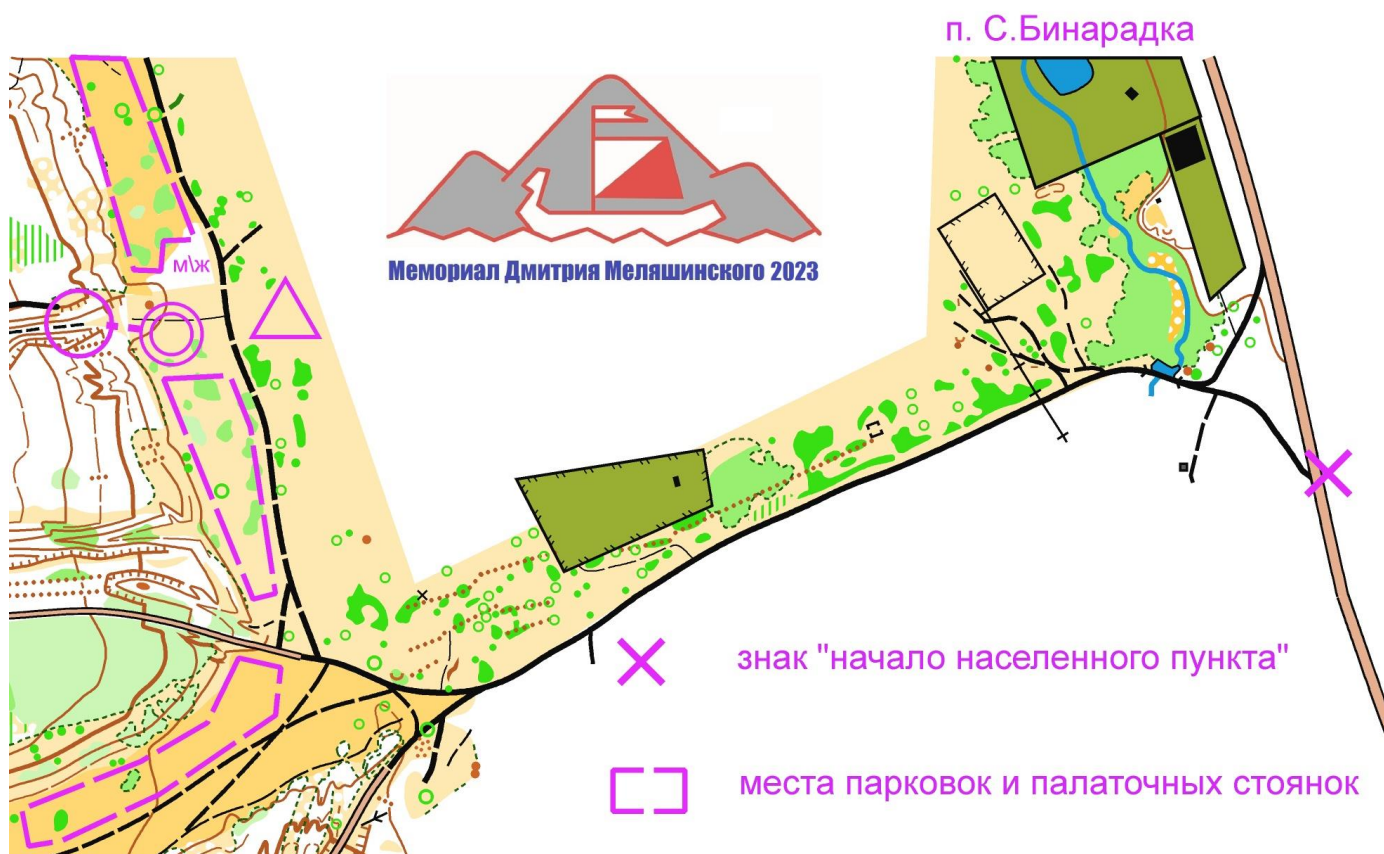 п. С.Бинарадка
Мемориал Дмитрия Меляшинского 2023
м\ж
знак "начало населенного пункта"
места парковок и палаточных стоянок